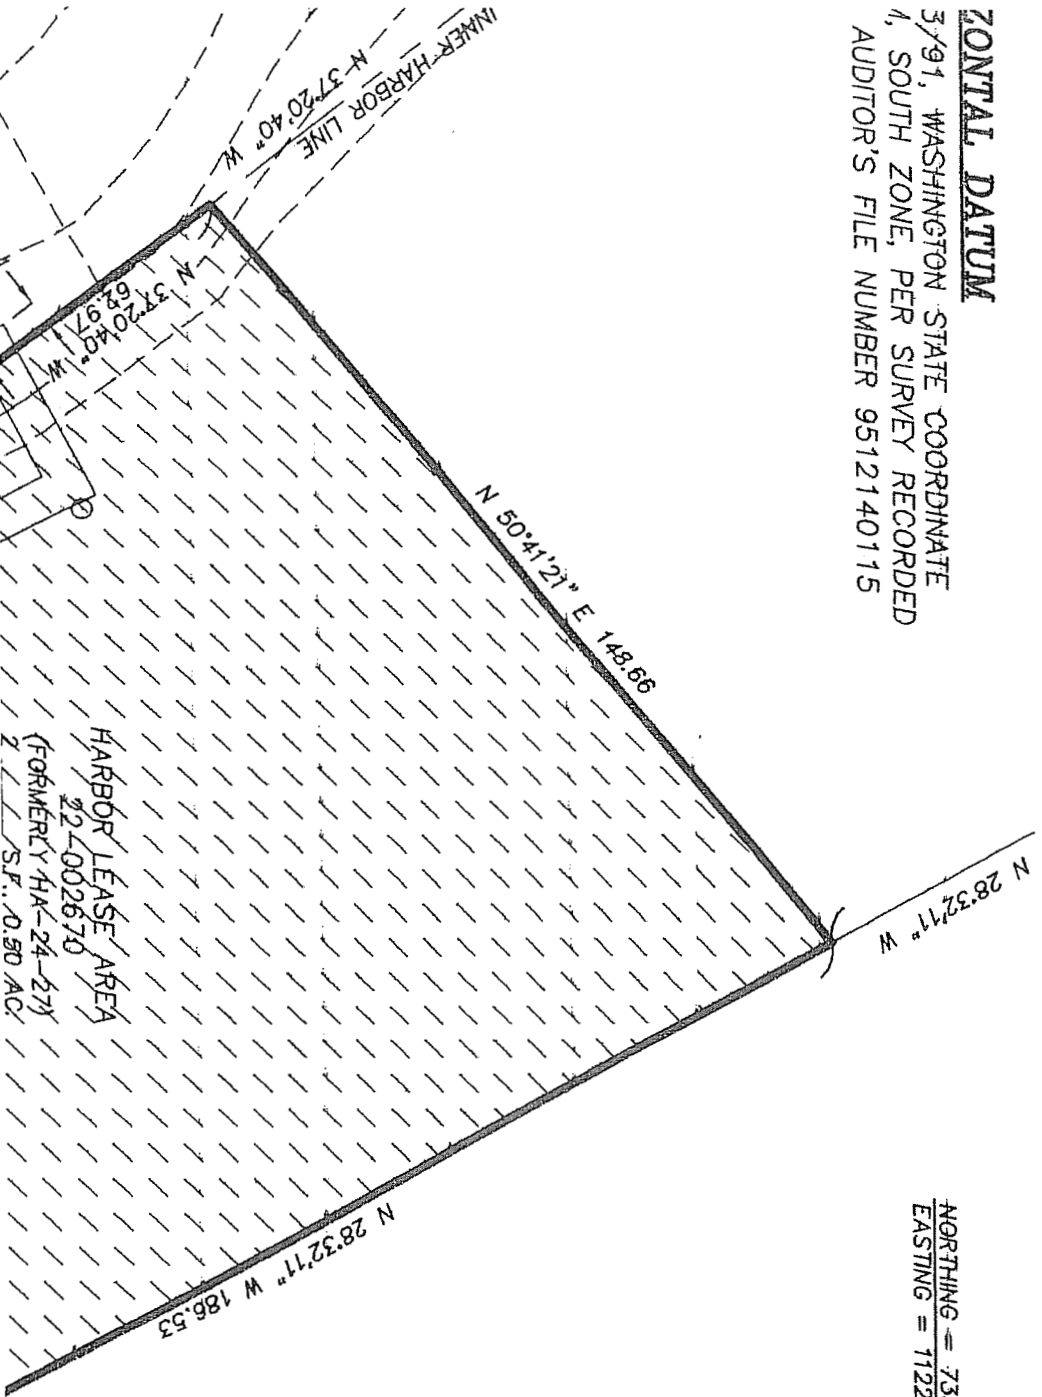 ZONTAL DATUM
3/91, WASHINGTON STATE COORDINATE
, SOUTH ZONE, PER SURVEY RECORDED
AUDITOR'S FILE NUMBER 9512140115
INNER HARBOR LINE
N 37°20'40" W
N 37°20'40" W
62.97
N 50°41'21" E 148.66
N 28°32'11" W
N 28°32'11" W 186.53
HARBOR LEASE AREA
22-002670
(FORMERLY HA-24-27)
2 S.F., 0.50 AC.
NORTHING = 73
EASTING = 1122